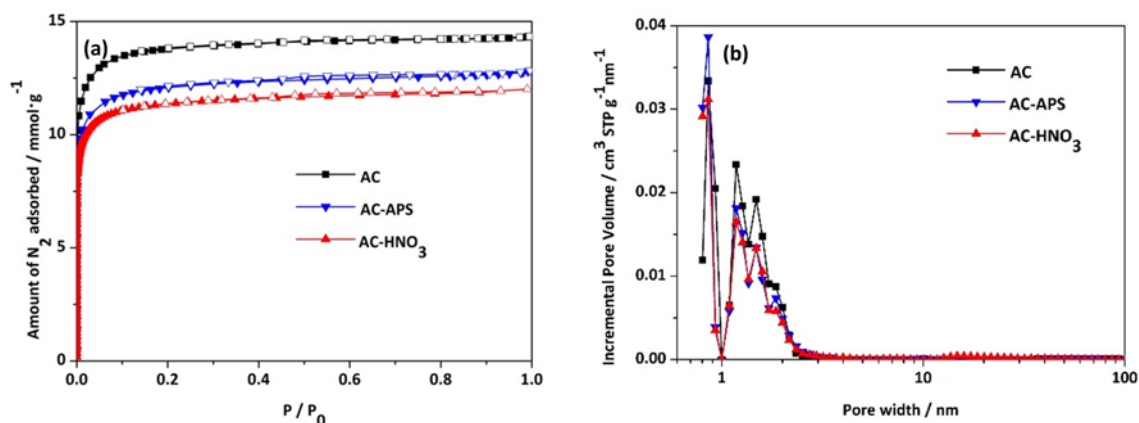 (a)
Amount of N2 adsorbed / mmol·g-1
15
10
5
0
AC
AC-APS
AC-HNO3
0.0 0.2 0.4 0.6 0.8 1.0
P / P0
(b)
Incremental Pore Volume / cm3 STP g-1 nm-1
0.04
0.03
0.02
0.01
0.00
AC
AC-APS
AC-HNO3
1 10 100
Pore width / nm